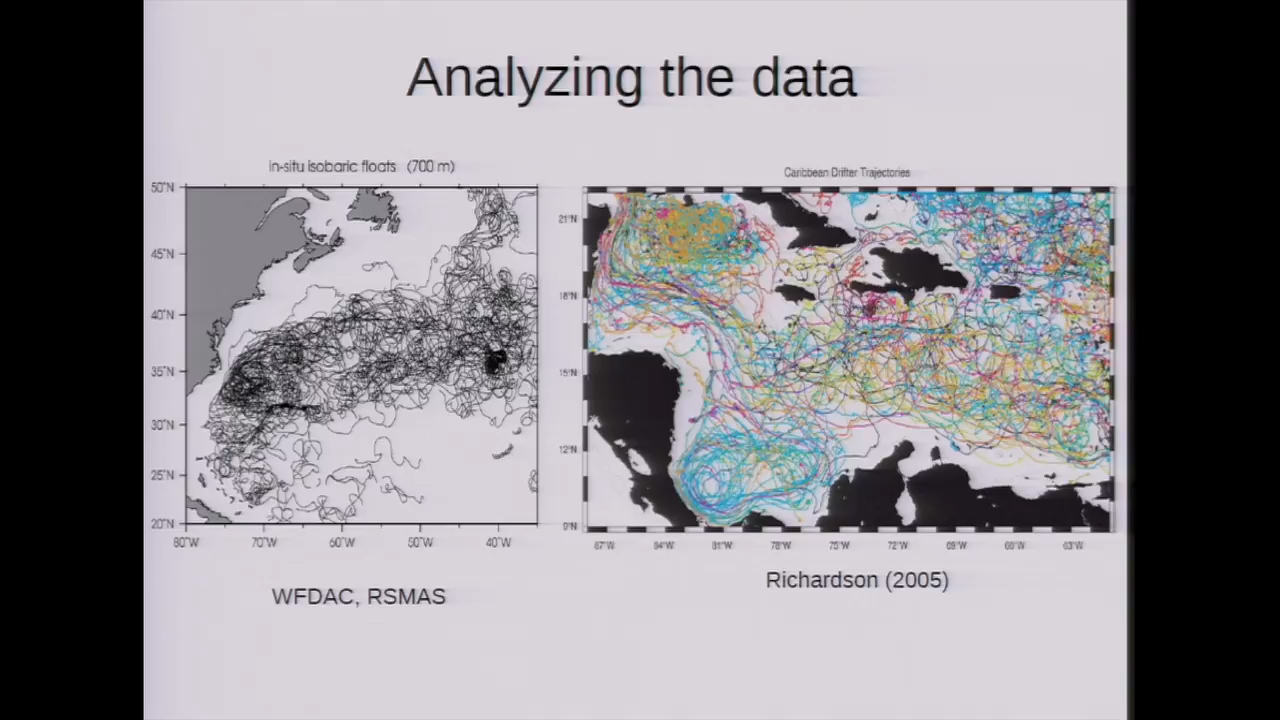 Analyzing the data
in-situ isobaric floats (700 m)
Caribbean Drifter Trajectories
50°N
45°N
40°N
35°N
30°N
25°N
20°N
80°W 70°W 60°W 50°W 40°W
21°N
18°N
15°N
12°N
9°N
87°W 84°W 81°W 78°W 75°W 72°W 69°W 66°W 63°W
WFDAC, RSMAS
Richardson (2005)